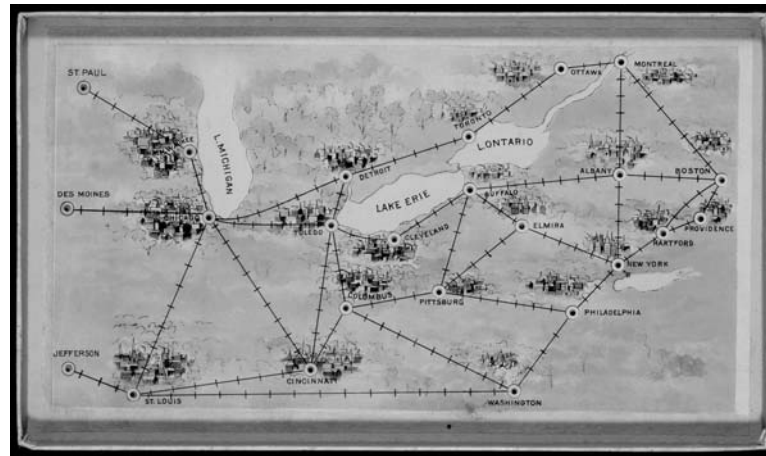 ST. PAUL
L. MICHIGAN
OTTAWA
MONTREAL
TORONTO
L. ONTARIO
DETROIT
LAKE ERIE
BUFFALO
ALBANY
BOSTON
DES MOINES
TOLEDO
CLEVELAND
ELMIRA
PROVIDENCE
HARTFORD
NEW YORK
COLUMBUS
PITTSBURG
PHILADELPHIA
JEFFERSON
CINCINNATI
ST. LOUIS
WASHINGTON